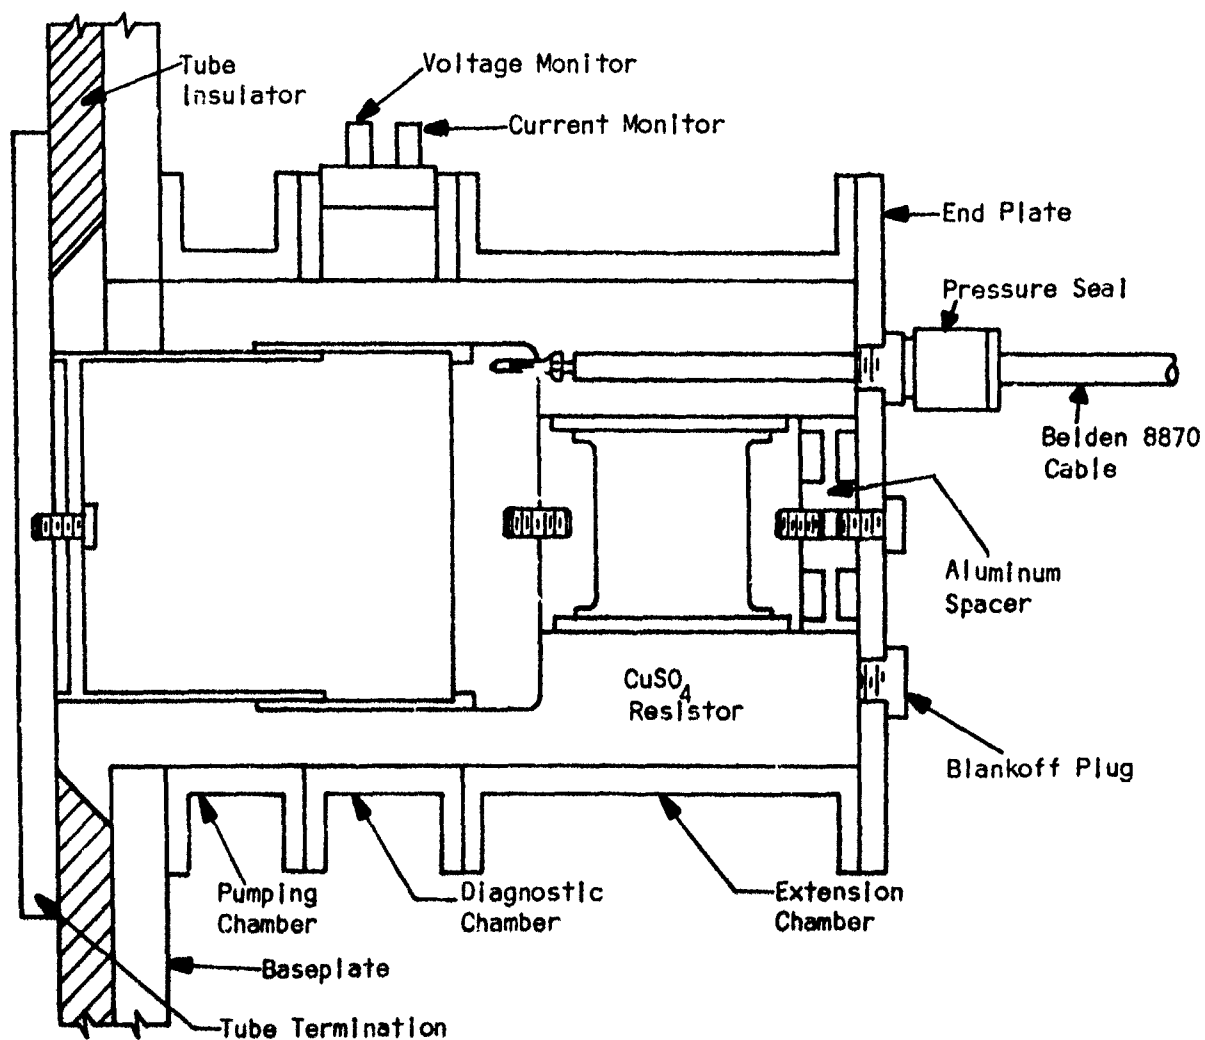 Tube
Insulator
Voltage Monitor
Current Monitor
End Plate
Pressure Seal
Belden 8870
Cable
Aluminum
Spacer
CuSO4
Resistor
Blankoff Plug
Pumping
Chamber
Diagnostic
Chamber
Extension
Chamber
Baseplate
Tube Termination